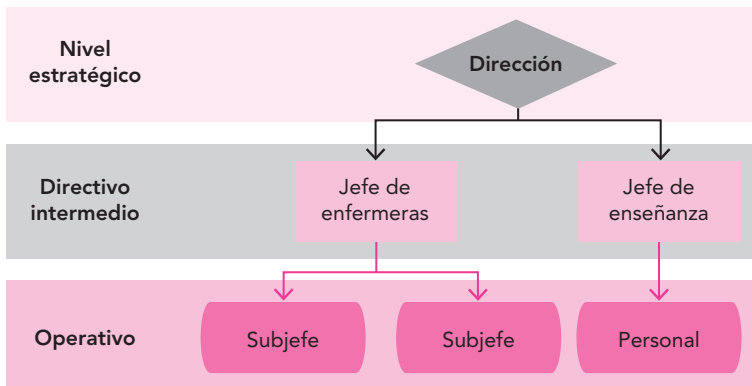 Nivel
estratégico
Dirección
Directivo
intermedio
Jefe de
enfermeras
Jefe de
enseñanza
Operativo
Subjefe
Subjefe
Personal